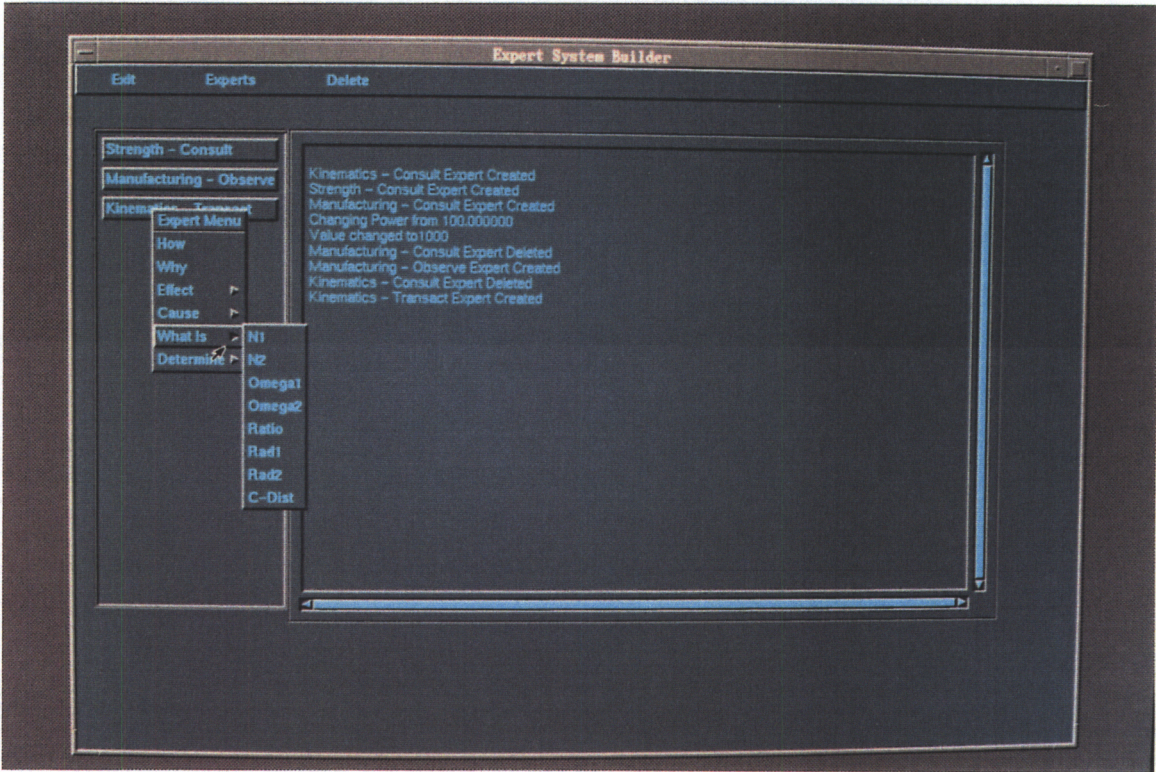 Expert System Builder
Exit Experts Delete
Strength - Consult
Manufacturing - Observe
Kinematics - Transact
Expert Menu
How
Why
Effect
Cause
What Is
Determine
N1
N2
Omega1
Omega2
Ratio
Rad1
Rad2
C-Dist
Kinematics - Consult Expert Created
Strength - Consult Expert Created
Manufacturing - Consult Expert Created
Changing Power from 100.000000
Value changed to1000
Manufacturing - Consult Expert Deleted
Manufacturing - Observe Expert Created
Kinematics - Consult Expert Deleted
Kinematics - Transact Expert Created